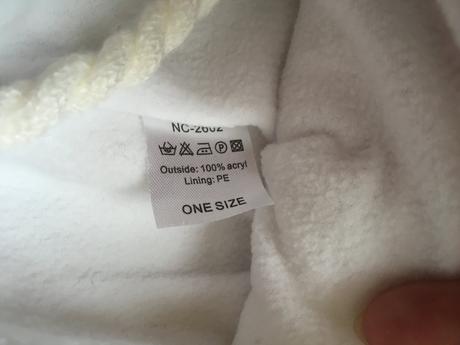 NC-2602
P
Outside: 100% acryl
Lining: PE
ONE SIZE